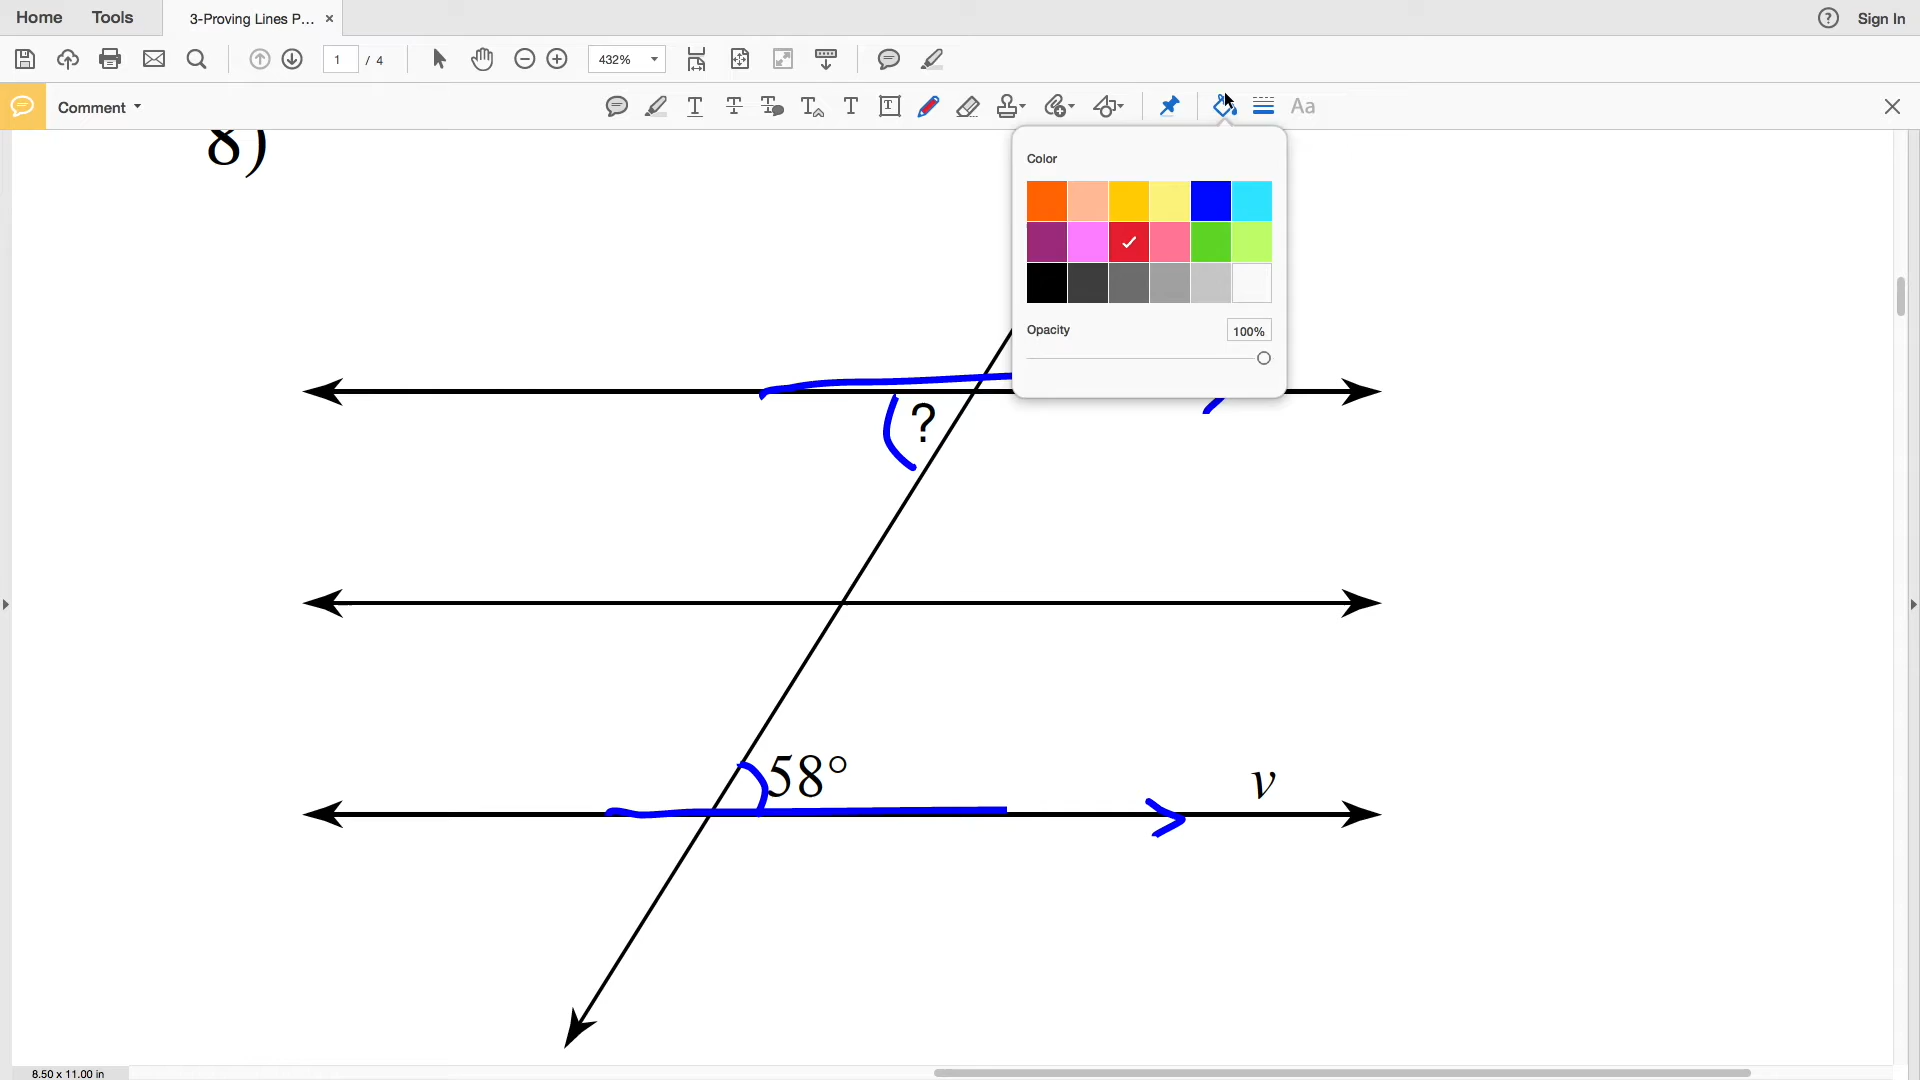 Home Tools 3-Proving Lines P... × ? Sign In
1 / 4 432%
Comment T T T T T T Aa
8)
Color
Opacity 100%
?
58°
v
8.50 x 11.00 in